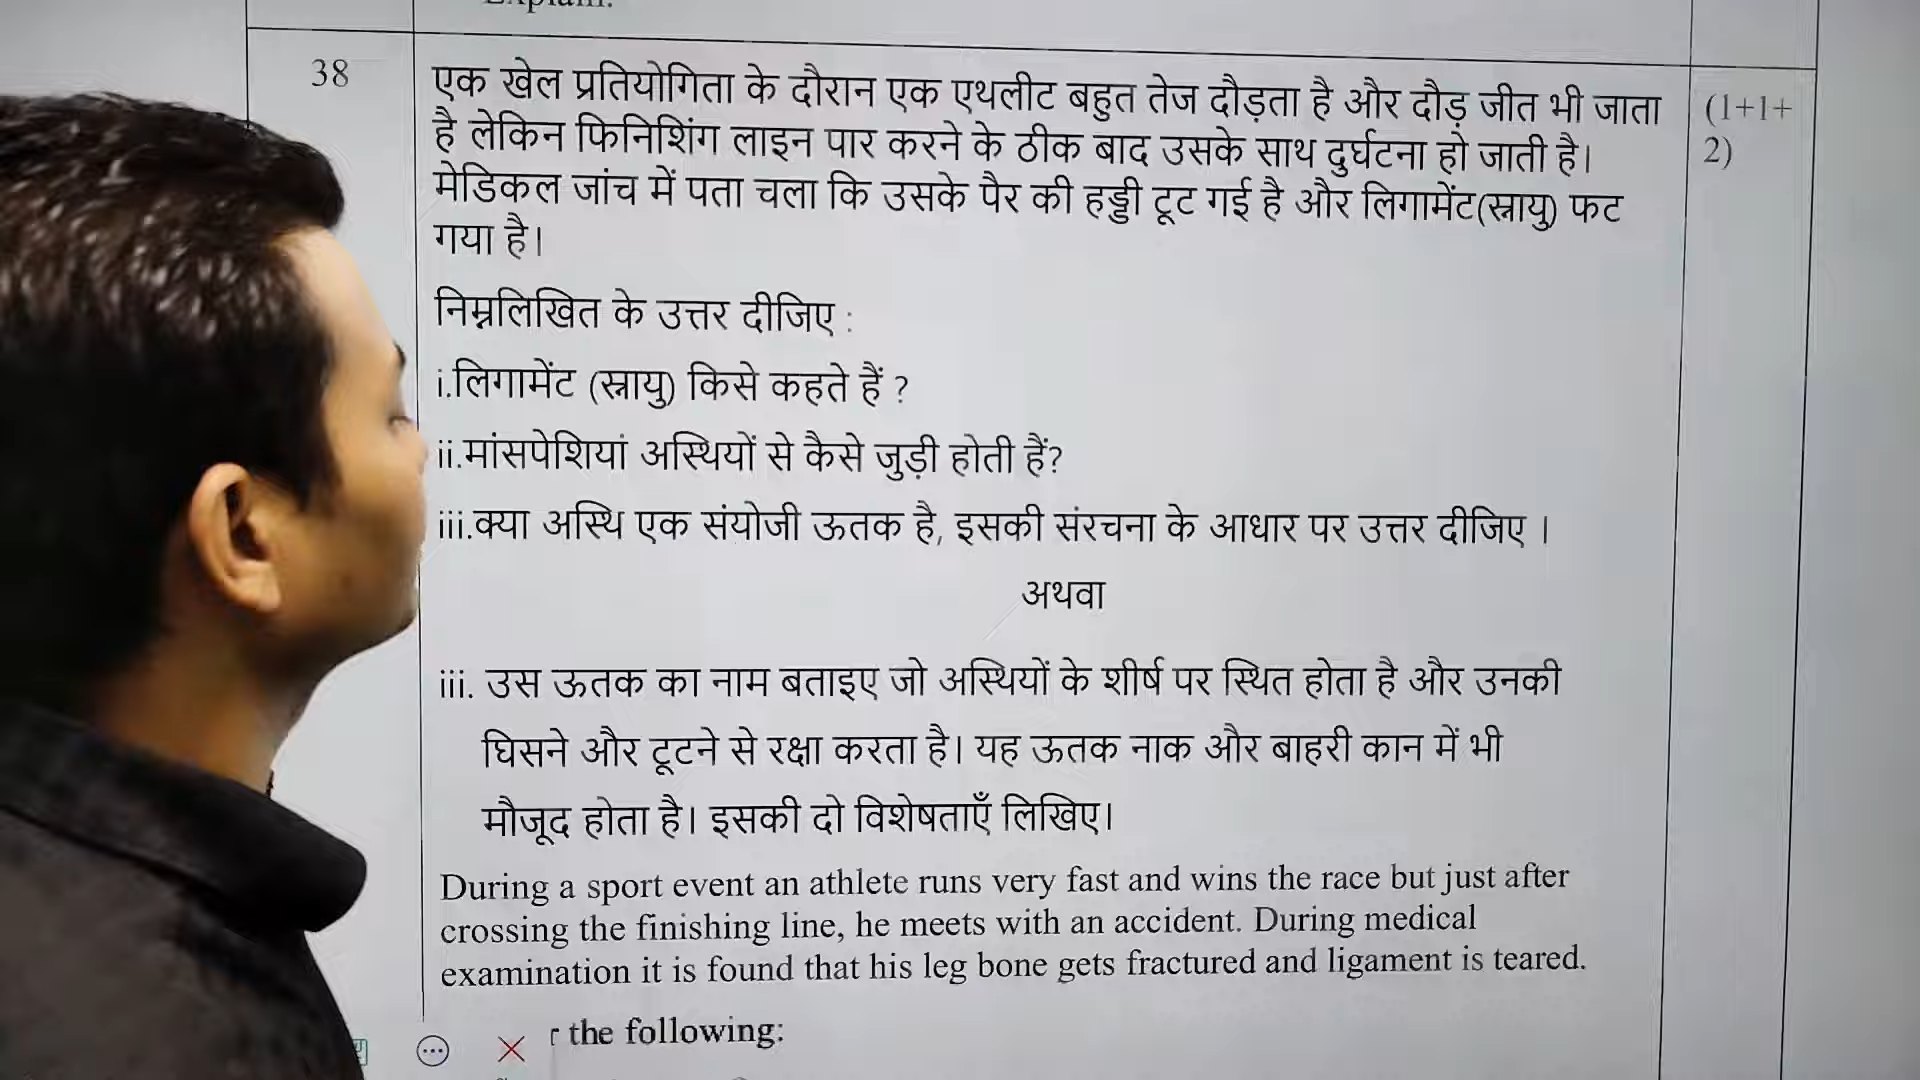 38
एक खेल प्रतियोगिता के दौरान एक एथलीट बहुत तेज दौड़ता है और दौड़ जीत भी जाता
(1+1+
है लेकिन फिनिशिंग लाइन पार करने के ठीक बाद उसके साथ दुर्घटना हो जाती है।
2)
मेडिकल जांच में पता चला कि उसके पैर की हड्डी टूट गई है और लिगामेंट(स्नायु) फट
गया है।
निम्नलिखित के उत्तर दीजिए :
i.लिगामेंट (स्नायु) किसे कहते हैं ?
ii.मांसपेशियां अस्थियों से कैसे जुड़ी होती हैं?
iii.क्या अस्थि एक संयोजी ऊतक है, इसकी संरचना के आधार पर उत्तर दीजिए ।
अथवा
iii. उस ऊतक का नाम बताइए जो अस्थियों के शीर्ष पर स्थित होता है और उनकी
घिसने और टूटने से रक्षा करता है। यह ऊतक नाक और बाहरी कान में भी
मौजूद होता है। इसकी दो विशेषताएँ लिखिए।
During a sport event an athlete runs very fast and wins the race but just after
crossing the finishing line, he meets with an accident. During medical
examination it is found that his leg bone gets fractured and ligament is teared.
the following: